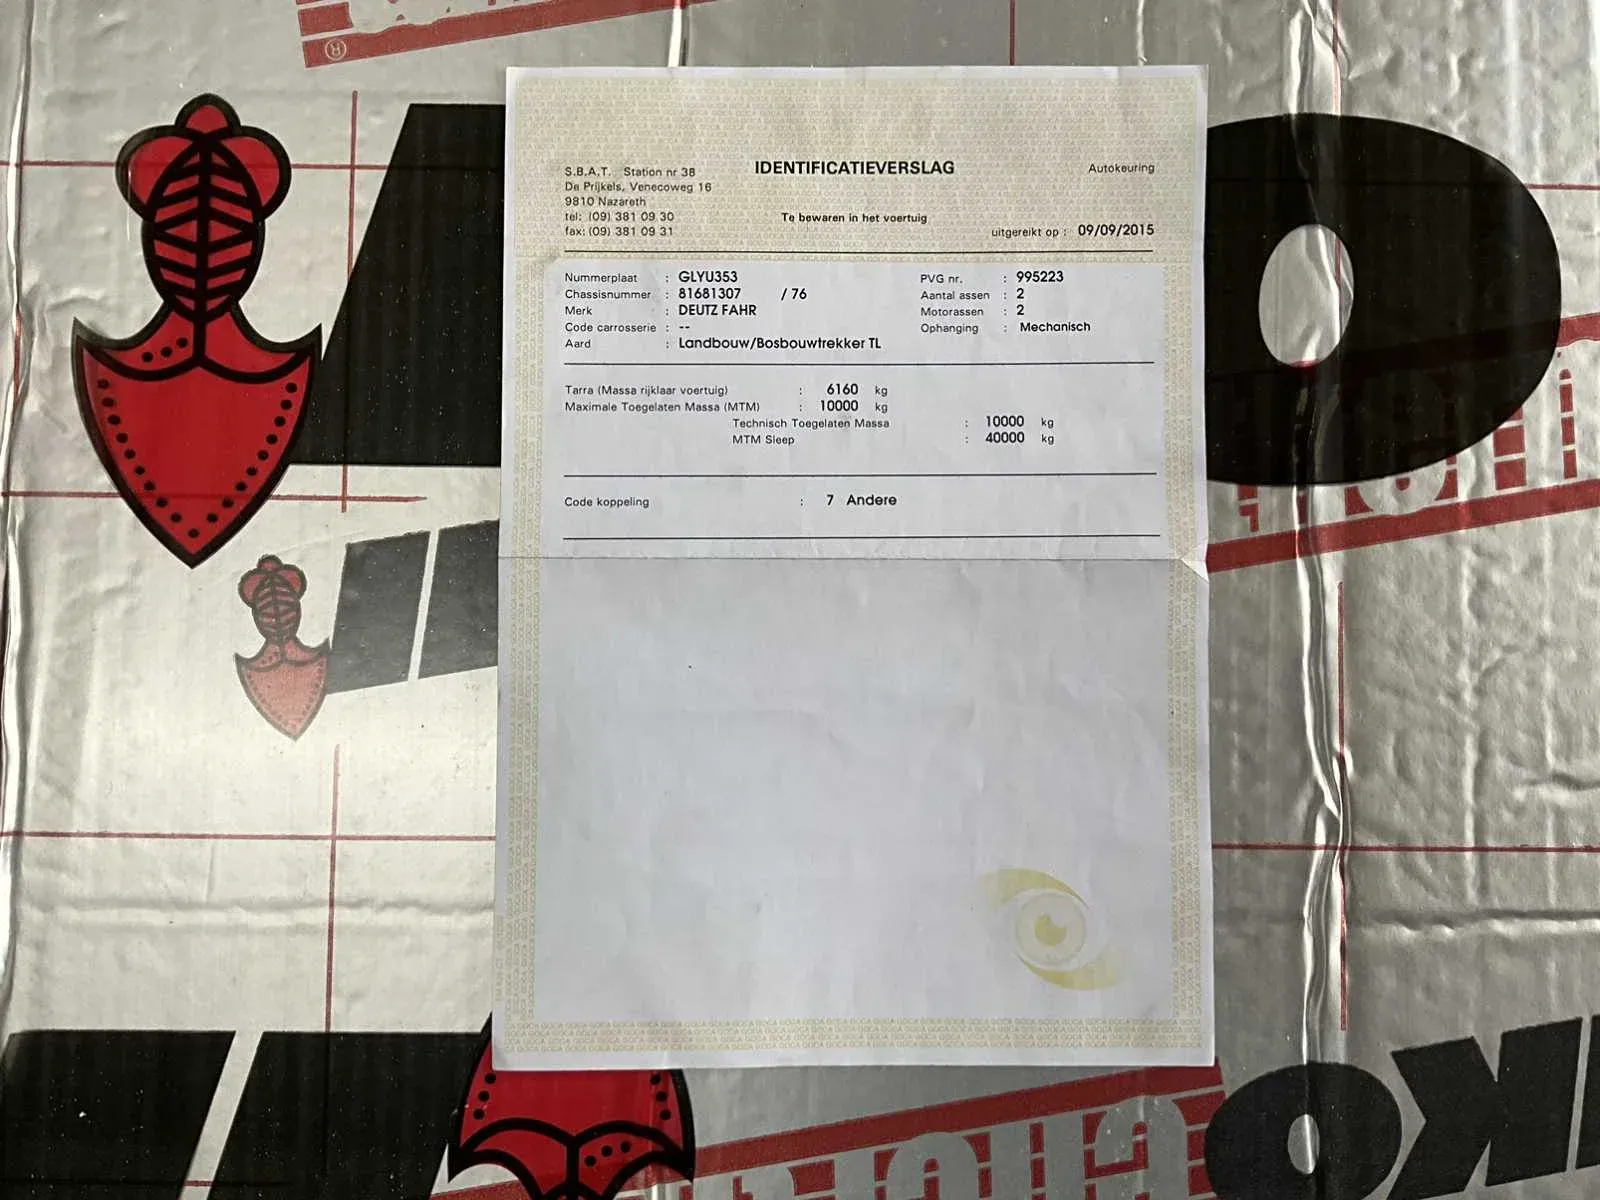 ®
S.B.A.T. Station nr 38
De Prijkels, Venecoweg 16
9810 Nazareth
tel: (09) 381 09 30
fax: (09) 381 09 31
IDENTIFICATIEVERSLAG
Te bewaren in het voertuig
Autokeuring
uitgereikt op : 09/09/2015
Nummerplaat : GLYU353
Chassisnummer : 81681307 / 76
Merk : DEUTZ FAHR
Code carrosserie : --
Aard : Landbouw/Bosbouwtrekker TL
PVG nr. : 995223
Aantal assen : 2
Motorassen : 2
Ophanging : Mechanisch
Tarra (Massa rijklaar voertuig) : 6160 kg
Maximale Toegelaten Massa (MTM) : 10000 kg
Technisch Toegelaten Massa : 10000 kg
MTM Sleep : 40000 kg
Code koppeling : 7 Andere